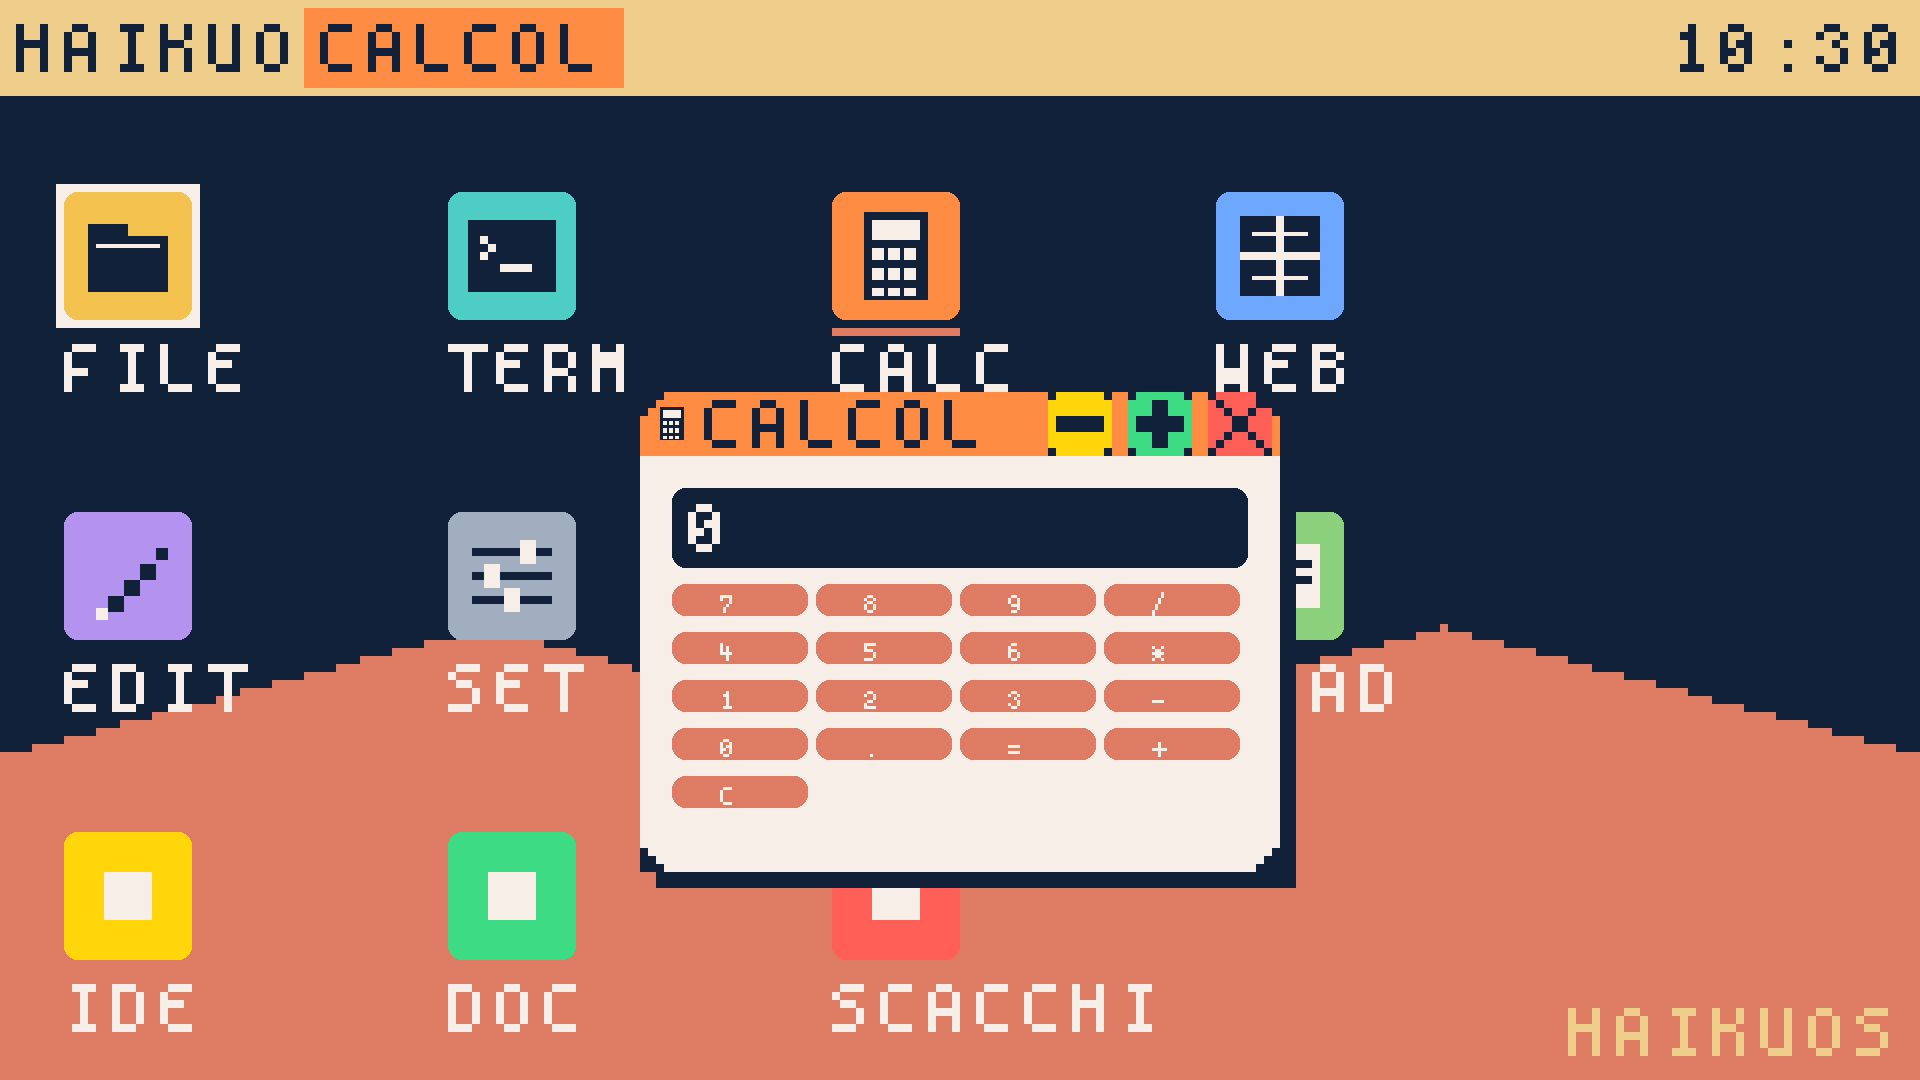 HAIKUO CALCOL 10:30
FILE TERM CALC WEB
CALCOL
0
7 8 9 /
4 5 6 *
1 2 3 -
0 . = +
C
EDIT SET AD
IDE DOC SCACCHI
HAIKUOS